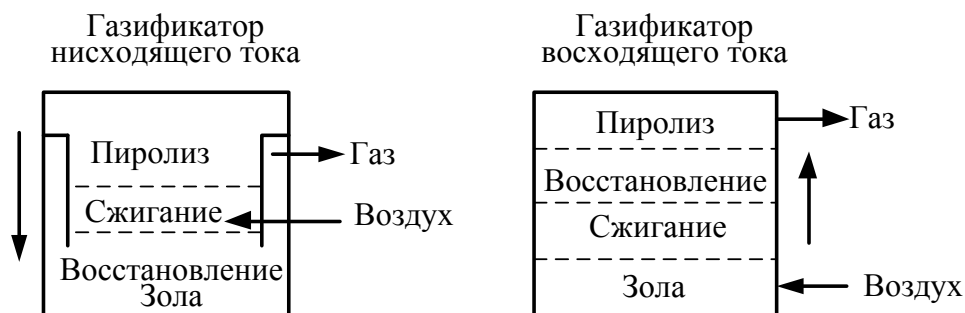 Газификатор
нисходящего тока
Пиролиз
Газ
Сжигание
Воздух
Восстановление
Зола
Газификатор
восходящего тока
Пиролиз
Газ
Восстановление
Сжигание
Зола
Воздух